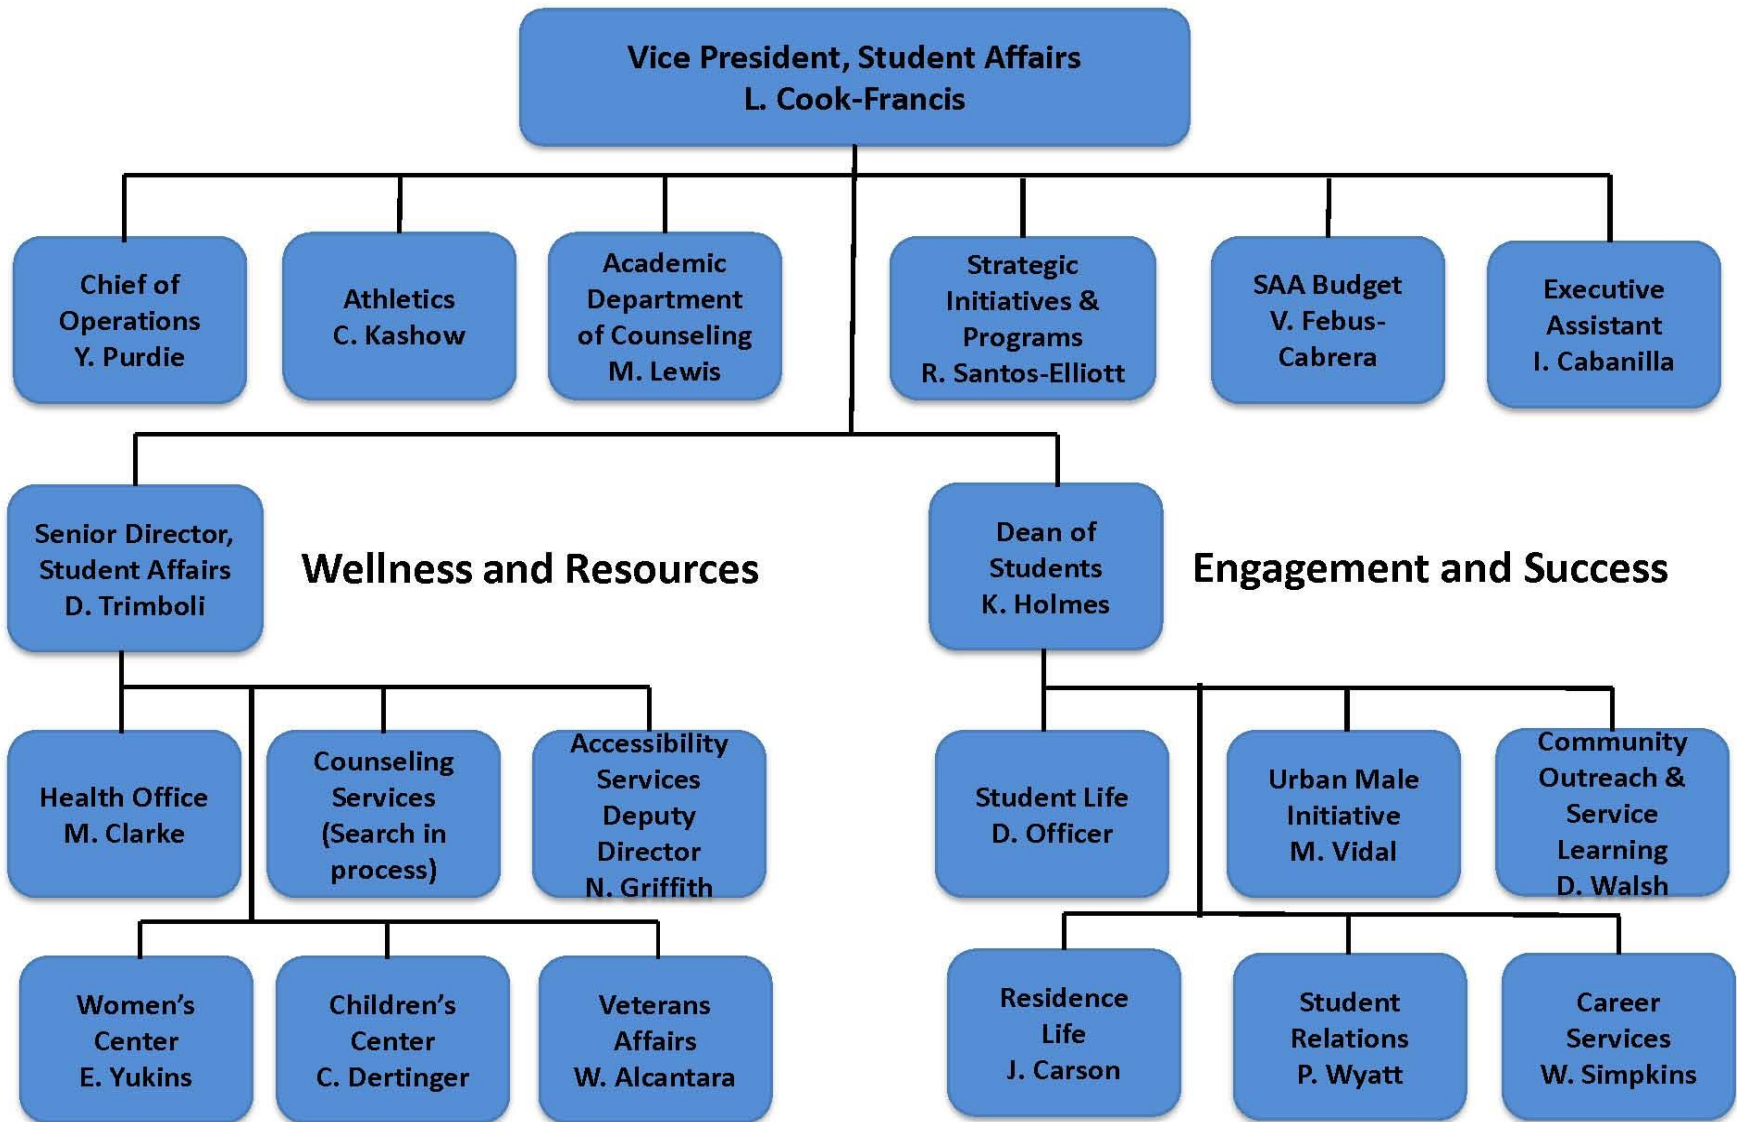 Vice President, Student Affairs
L. Cook-Francis
Chief of
Operations
Y. Purdie
Athletics
C. Kashow
Academic
Department
of Counseling
M. Lewis
Strategic
Initiatives &
Programs
R. Santos-Elliott
SAA Budget
V. Febus-
Cabrera
Executive
Assistant
I. Cabanilla
Senior Director,
Student Affairs
D. Trimboli
Wellness and Resources
Dean of
Students
K. Holmes
Engagement and Success
Health Office
M. Clarke
Counseling
Services
(Search in
process)
Accessibility
Services
Deputy
Director
N. Griffith
Student Life
D. Officer
Urban Male
Initiative
M. Vidal
Community
Outreach &
Service
Learning
D. Walsh
Women’s
Center
E. Yukins
Children’s
Center
C. Dertinger
Veterans
Affairs
W. Alcantara
Residence
Life
J. Carson
Student
Relations
P. Wyatt
Career
Services
W. Simpkins